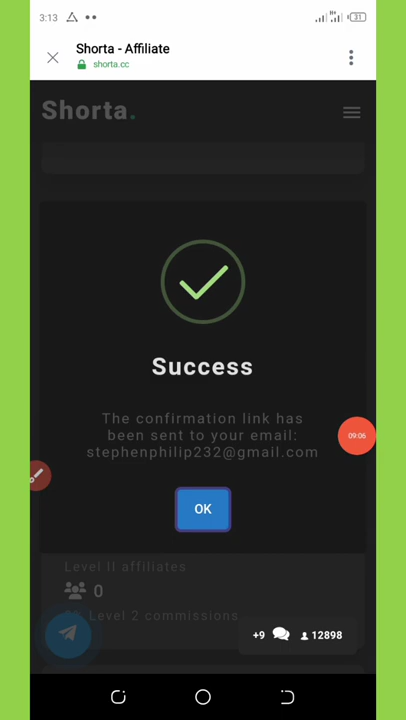 3:13
31
Shorta - Affiliate
shorta.cc
Shorta.
Success
The confirmation link has
been sent to your email:
stephenphilip232@gmail.com
09:06
OK
Level II affiliates
0
Level 2 commissions
+9 12898